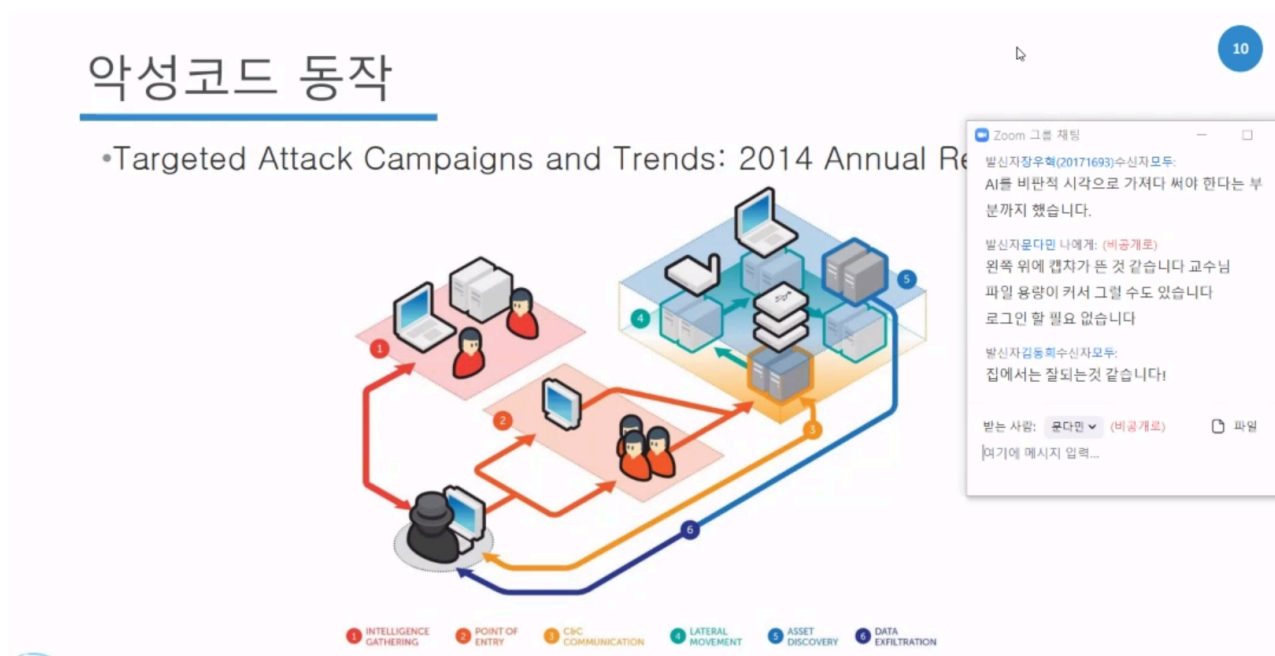 악성코드 동작
10
•Targeted Attack Campaigns and Trends: 2014 Annual Re
Zoom 그룹 채팅
발신자장우혁(20171693)수신자모두:
AI를 비판적 시각으로 가져다 써야 한다는 부
분까지 했습니다.
발신자문다민 나에게: (비공개로)
왼쪽 위에 캡챠가 뜬 것 같습니다 교수님
파일 용량이 커서 그럴 수도 있습니다
로그인 할 필요 없습니다
발신자김동희수신자모두:
집에서는 잘되는것 같습니다!
받는 사람: 문다민 (비공개로) 파일
여기에 메시지 입력...
1
2
3
4
5
6
1 INTELLIGENCE GATHERING
2 POINT OF ENTRY
3 C&C COMMUNICATION
4 LATERAL MOVEMENT
5 ASSET DISCOVERY
6 DATA EXFILTRATION